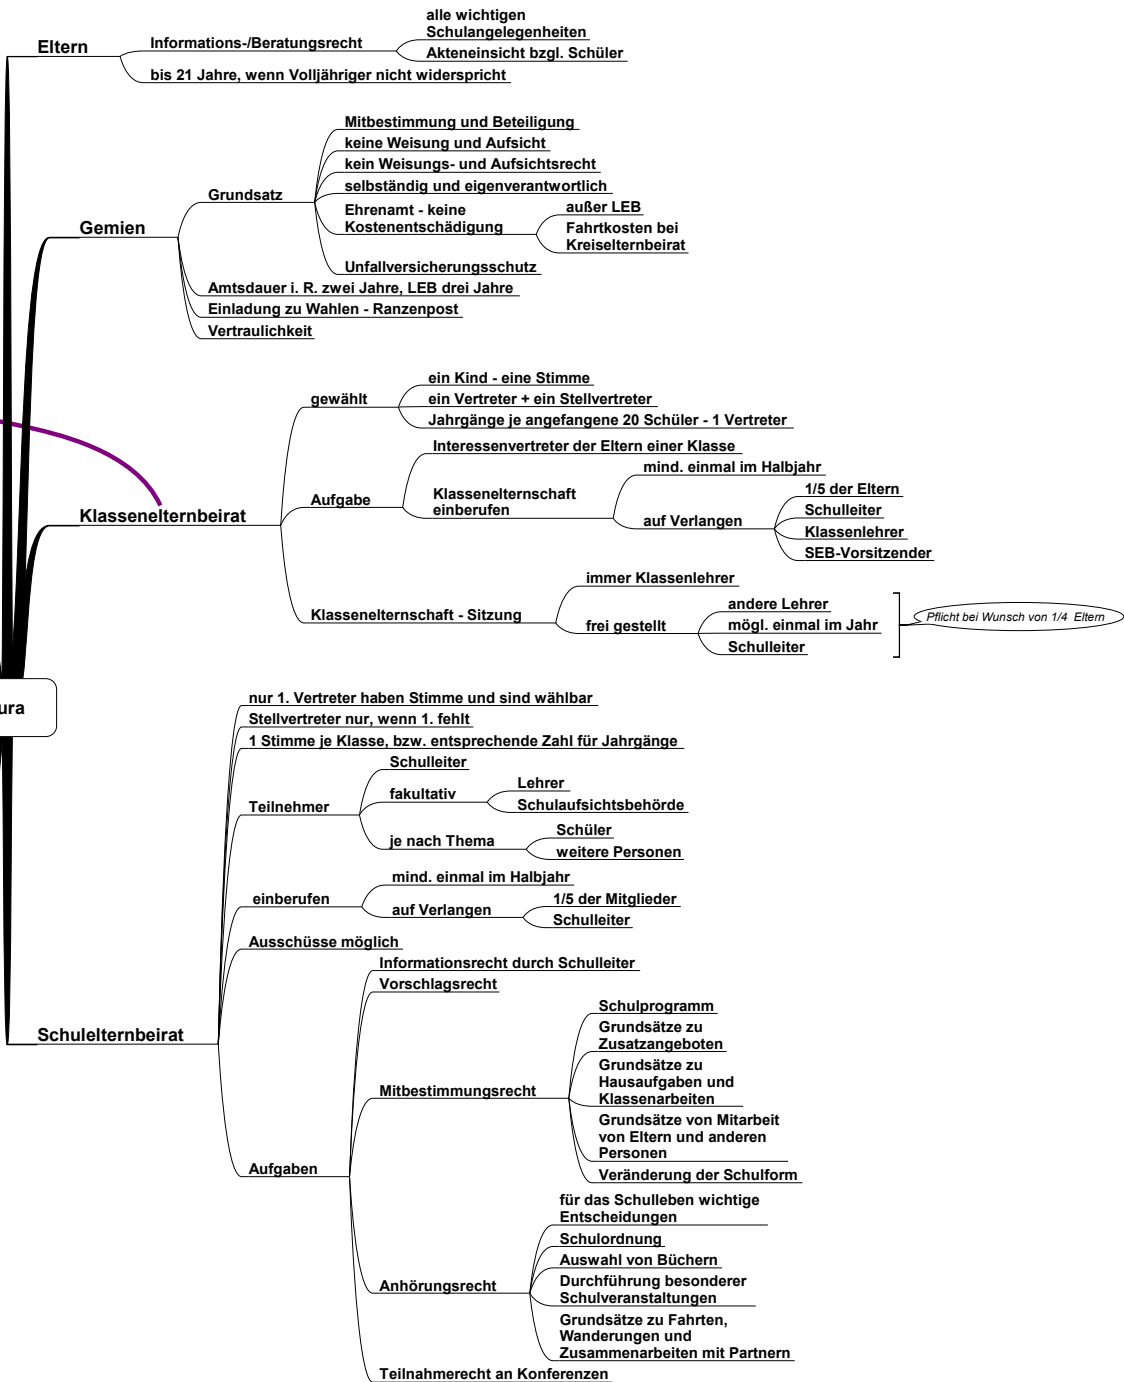 alle wichtigen
Schulangelegenheiten
Eltern
Informations-/Beratungsrecht
Akteneinsicht bzgl. Schüler
bis 21 Jahre, wenn Volljähriger nicht widerspricht
Mitbestimmung und Beteiligung
keine Weisung und Aufsicht
kein Weisungs- und Aufsichtsrecht
selbständig und eigenverantwortlich
Grundsatz
Ehrenamt - keine
Kostenentschädigung
außer LEB
Fahrtkosten bei
Kreiselternbeirat
Gemien
Unfallversicherungsschutz
Amtsdauer i. R. zwei Jahre, LEB drei Jahre
Einladung zu Wahlen - Ranzenpost
Vertraulichkeit
ein Kind - eine Stimme
gewählt
ein Vertreter + ein Stellvertreter
Jahrgänge je angefangene 20 Schüler - 1 Vertreter
Interessenvertreter der Eltern einer Klasse
mind. einmal im Halbjahr
Aufgabe
Klassenelternschaft
einberufen
1/5 der Eltern
Schulleiter
auf Verlangen
Klassenlehrer
SEB-Vorsitzender
Klassenelternbeirat
immer Klassenlehrer
Klassenelternschaft - Sitzung
andere Lehrer
frei gestellt
mögl. einmal im Jahr
Schulleiter
Pflicht bei Wunsch von 1/4 Eltern
ura
nur 1. Vertreter haben Stimme und sind wählbar
Stellvertreter nur, wenn 1. fehlt
1 Stimme je Klasse, bzw. entsprechende Zahl für Jahrgänge
Schulleiter
Teilnehmer
fakultativ
Lehrer
Schulaufsichtsbehörde
je nach Thema
Schüler
weitere Personen
mind. einmal im Halbjahr
einberufen
auf Verlangen
1/5 der Mitglieder
Schulleiter
Ausschüsse möglich
Informationsrecht durch Schulleiter
Vorschlagsrecht
Schulelternbeirat
Schulprogramm
Grundsätze zu
Zusatzangeboten
Mitbestimmungsrecht
Grundsätze zu
Hausaufgaben und
Klassenarbeiten
Grundsätze von Mitarbeit
von Eltern und anderen
Personen
Veränderung der Schulform
Aufgaben
für das Schulleben wichtige
Entscheidungen
Schulordnung
Auswahl von Büchern
Anhörungsrecht
Durchführung besonderer
Schulveranstaltungen
Grundsätze zu Fahrten,
Wanderungen und
Zusammenarbeiten mit Partnern
Teilnahmerecht an Konferenzen